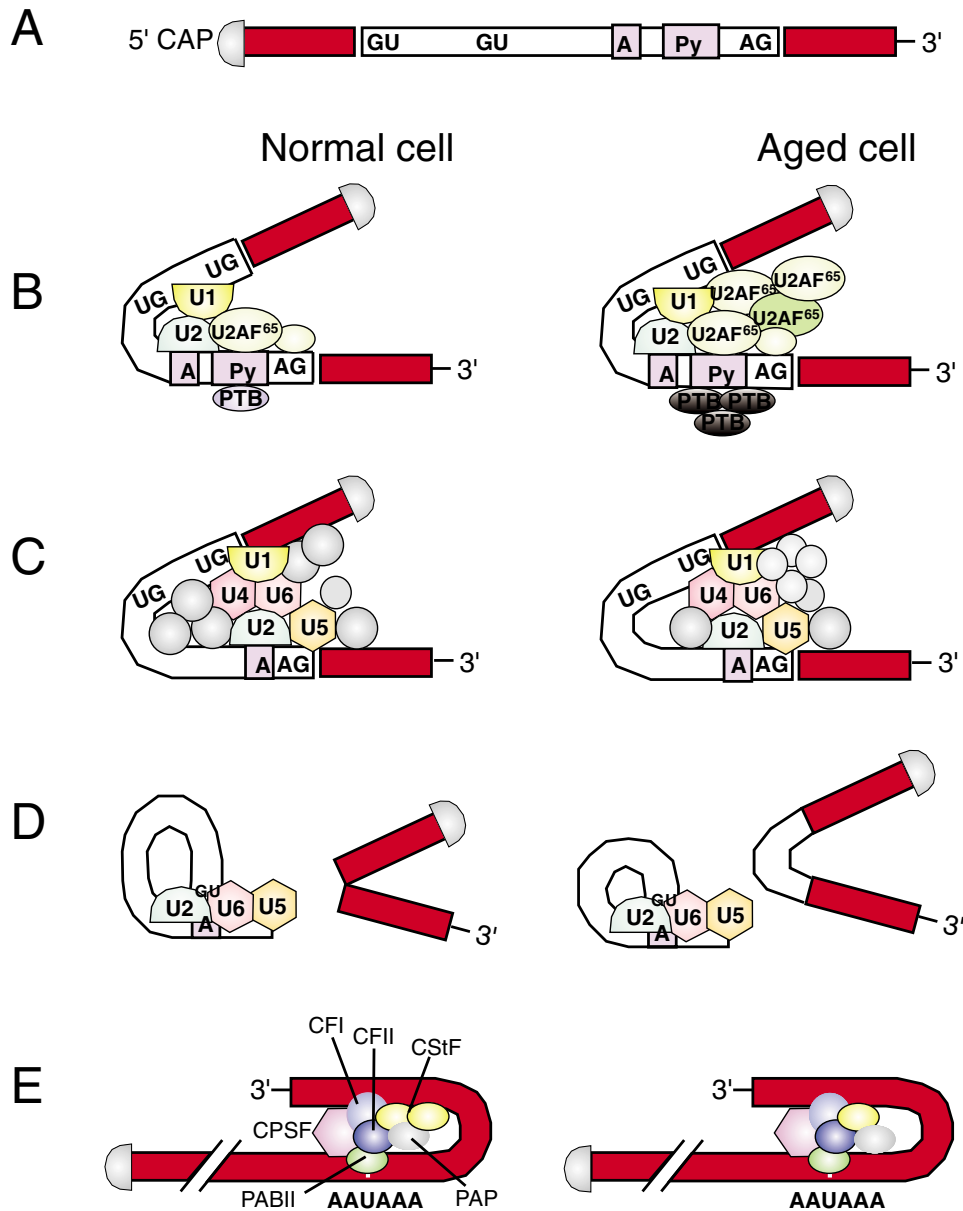 A
5' CAP GU GU A Py AG 3'
Normal cell Aged cell
B
UG
UG
U1
U2 U2AF65
A Py AG 3'
PTB
UG
UG
U1 U2AF65 U2AF65
U2 U2AF65 U2AF65
A Py AG 3'
PTB PTB
PTB
C
UG
UG
U1
U4 U6
U2 U5
A AG 3'
UG
UG
U1
U4 U6
U2 U5
A AG 3'
D
GU
U2 U6 U5
A
3'
GU
U2 U6 U5
A
3'
E
CFI
CFII
CStF
3'
CPSF
PABII AAUAAA PAP
3'
AAUAAA